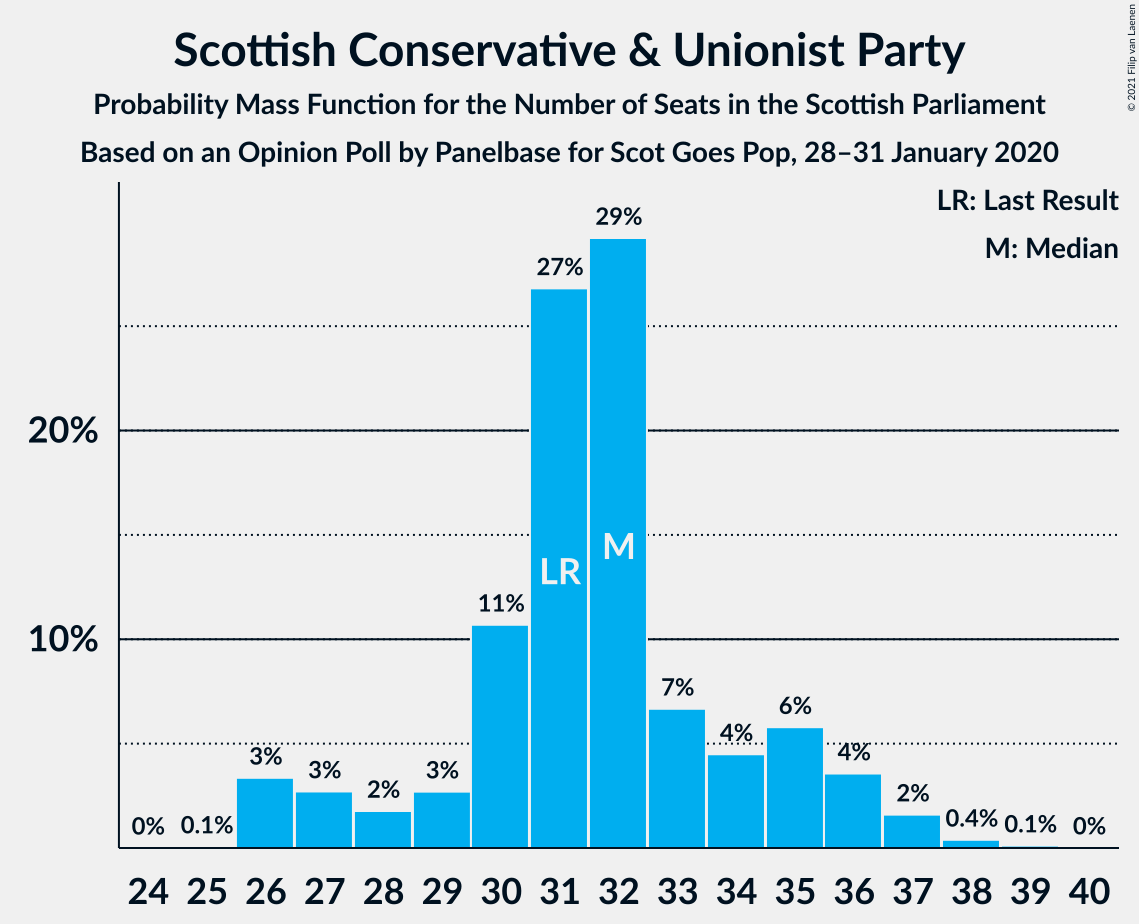 Scottish Conservative & Unionist Party
Probability Mass Function for the Number of Seats in the Scottish Parliament
Based on an Opinion Poll by Panelbase for Scot Goes Pop, 28–31 January 2020
© 2021 Filip van Laenen
LR: Last Result
M: Median
20%
10%
0%
0.1%
3%
3%
2%
3%
11%
27%
29%
7%
4%
6%
4%
2%
0.4%
0.1%
0%
LR
M
24 25 26 27 28 29 30 31 32 33 34 35 36 37 38 39 40